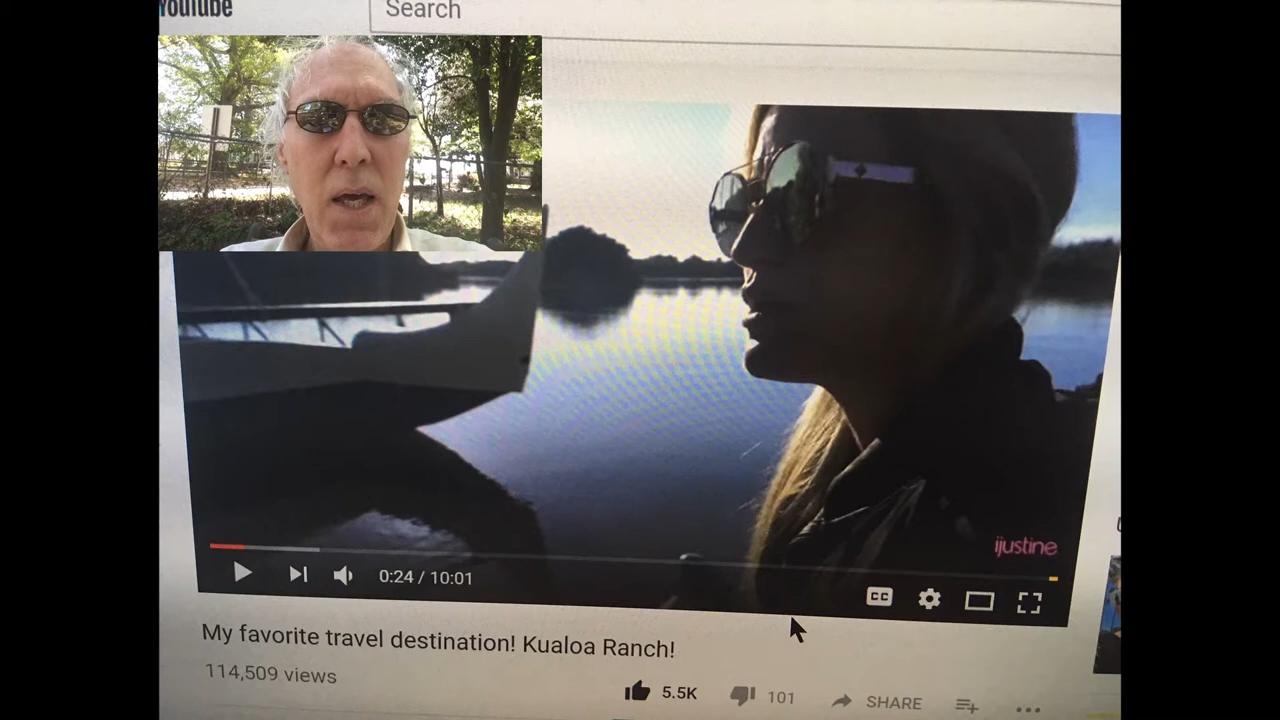 YouTube
Search
ijustine
0:24 / 10:01
CC
My favorite travel destination! Kualoa Ranch!
114,509 views
5.5K
101
SHARE